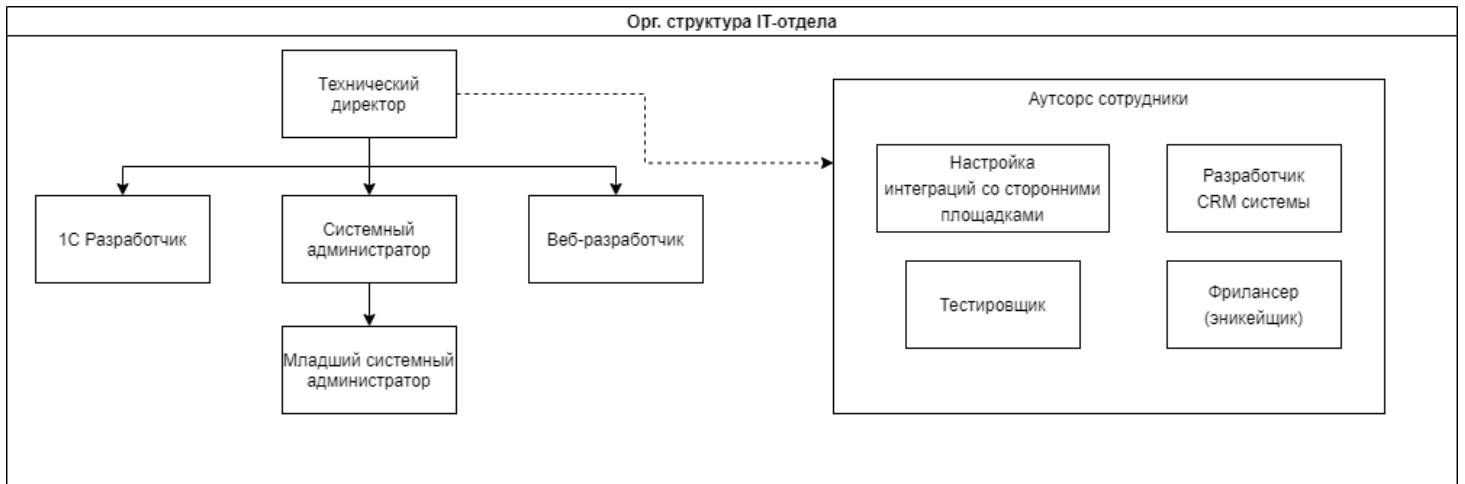 Орг. структура IT-отдела
Технический
директор
1С Разработчик
Системный
администратор
Веб-разработчик
Младший системный
администратор
Аутсорс сотрудники
Настройка
интеграций со сторонними
площадками
Разработчик
CRM системы
Тестировщик
Фрилансер
(эникейщик)